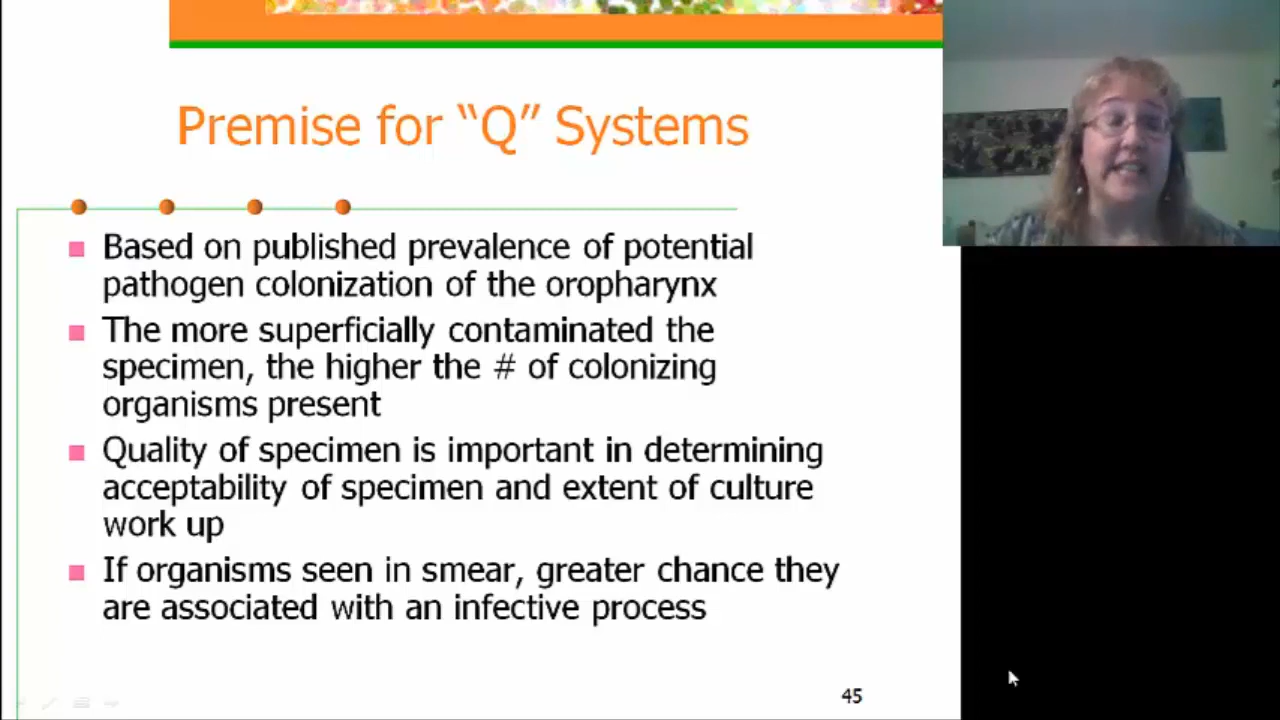 Premise for “Q” Systems
Based on published prevalence of potential
pathogen colonization of the oropharynx
The more superficially contaminated the
specimen, the higher the # of colonizing
organisms present
Quality of specimen is important in determining
acceptability of specimen and extent of culture
work up
If organisms seen in smear, greater chance they
are associated with an infective process
45